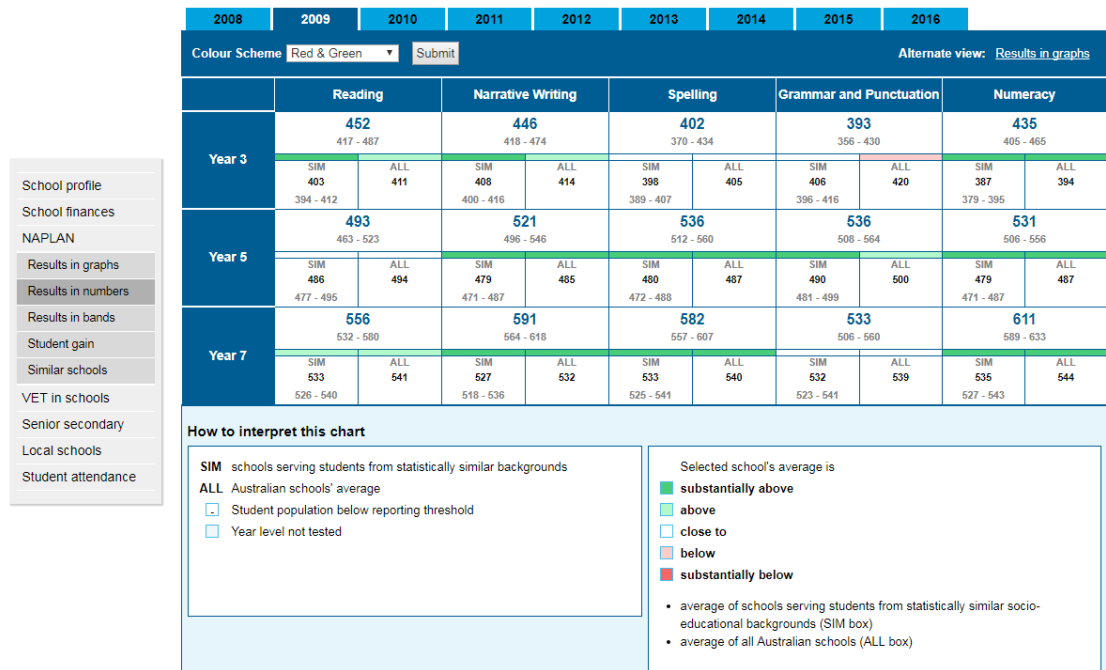 2008 2009 2010 2011 2012 2013 2014 2015 2016
Colour Scheme Red & Green Submit Alternate view: Results in graphs
Reading Narrative Writing Spelling Grammar and Punctuation Numeracy
Year 3
452 446 402 393 435
417 - 487 418 - 474 370 - 434 356 - 430 405 - 465
SIM ALL SIM ALL SIM ALL SIM ALL SIM ALL
403 411 408 414 398 405 406 420 387 394
394 - 412 400 - 416 389 - 407 396 - 416 379 - 395
Year 5
493 521 536 536 531
463 - 523 496 - 546 512 - 560 508 - 564 506 - 556
SIM ALL SIM ALL SIM ALL SIM ALL SIM ALL
486 494 479 485 480 487 490 500 479 487
477 - 495 471 - 487 472 - 488 481 - 499 471 - 487
Year 7
556 591 582 533 611
532 - 580 564 - 618 557 - 607 506 - 560 589 - 633
SIM ALL SIM ALL SIM ALL SIM ALL SIM ALL
533 541 527 532 533 540 532 539 535 544
526 - 540 518 - 536 525 - 541 523 - 541 527 - 543
School profile
School finances
NAPLAN
Results in graphs
Results in numbers
Results in bands
Student gain
Similar schools
VET in schools
Senior secondary
Local schools
Student attendance
How to interpret this chart
SIM schools serving students from statistically similar backgrounds
ALL Australian schools' average
- Student population below reporting threshold
Year level not tested
Selected school's average is
substantially above
above
close to
below
substantially below
• average of schools serving students from statistically similar socio-
educational backgrounds (SIM box)
• average of all Australian schools (ALL box)